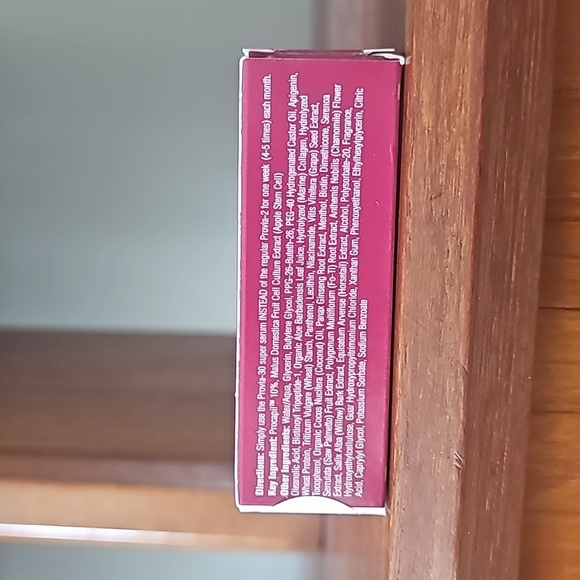 Directions: Simply use the Provia-30 super serum INSTEAD of the regular Provia-2 for one week (4-5 times) each month.
Key Ingredient: Procapil™ 10%, Malus Domestica Fruit Cell Culture Extract (Apple Stem Cell)
Other Ingredients: Water/Aqua, Glycerin, Butylene Glycol, PPG-26-Buteth-26, PEG-40 Hydrogenated Castor Oil, Apigenin,
Oleanolic Acid, Biotinoyl Tripeptide-1, Organic Aloe Barbadensis Leaf Juice, Hydrolyzed (Marine) Collagen, Hydrolyzed
Wheat Protein, Triticum Vulgare (Wheat) Starch, Panthenol, Lecithin, Niacinamide, Vitis Vinifera (Grape) Seed Extract,
Tocopherol, Organic Cocos Nucifera (Coconut) Oil, Panax Ginseng Root Extract, Menthol, Biotin, Dimethicone, Serenoa
Serrulata (Saw Palmetto) Fruit Extract, Polygonum Multiflorum (Fo-Ti) Root Extract, Anthemis Nobilis (Chamomile) Flower
Extract, Salix Alba (Willow) Bark Extract, Equisetum Arvense (Horsetail) Extract, Alcohol, Polysorbate-20, Fragrance,
Hydroxyethylcellulose, Guar Hydroxypropyltrimonium Chloride, Xanthan Gum, Phenoxyethanol, Ethylhexylglycerin, Citric
Acid, Caprylyl Glycol, Potassium Sorbate, Sodium Benzoate